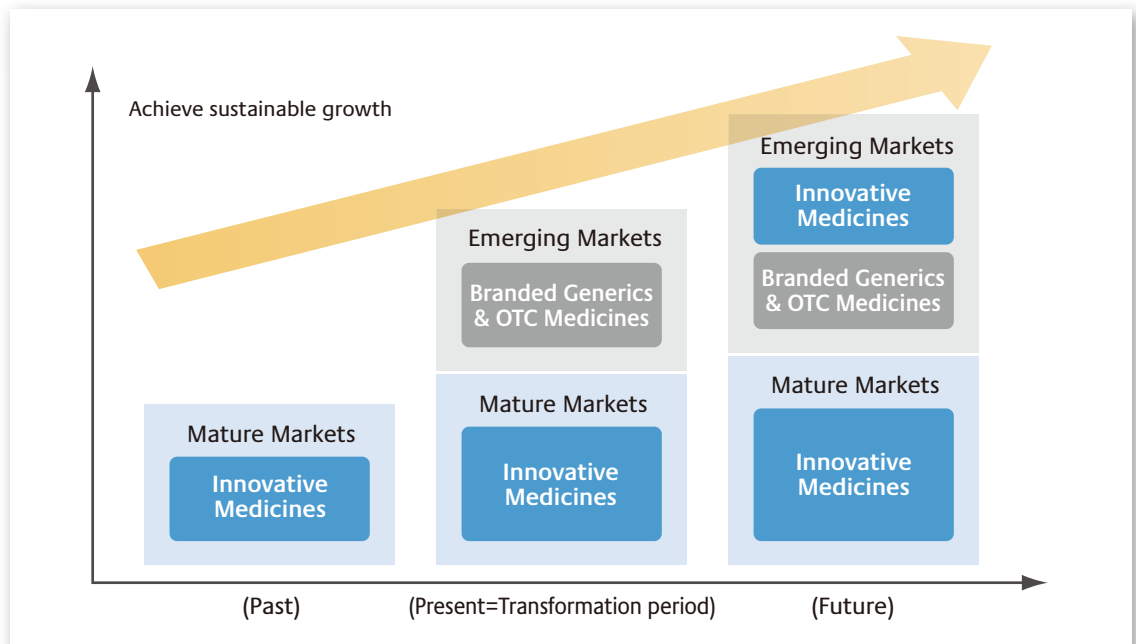 Achieve sustainable growth
Mature Markets
Innovative
Medicines
(Past)
Emerging Markets
Branded Generics
& OTC Medicines
Mature Markets
Innovative
Medicines
(Present=Transformation period)
Emerging Markets
Innovative
Medicines
Branded Generics
& OTC Medicines
Mature Markets
Innovative
Medicines
(Future)